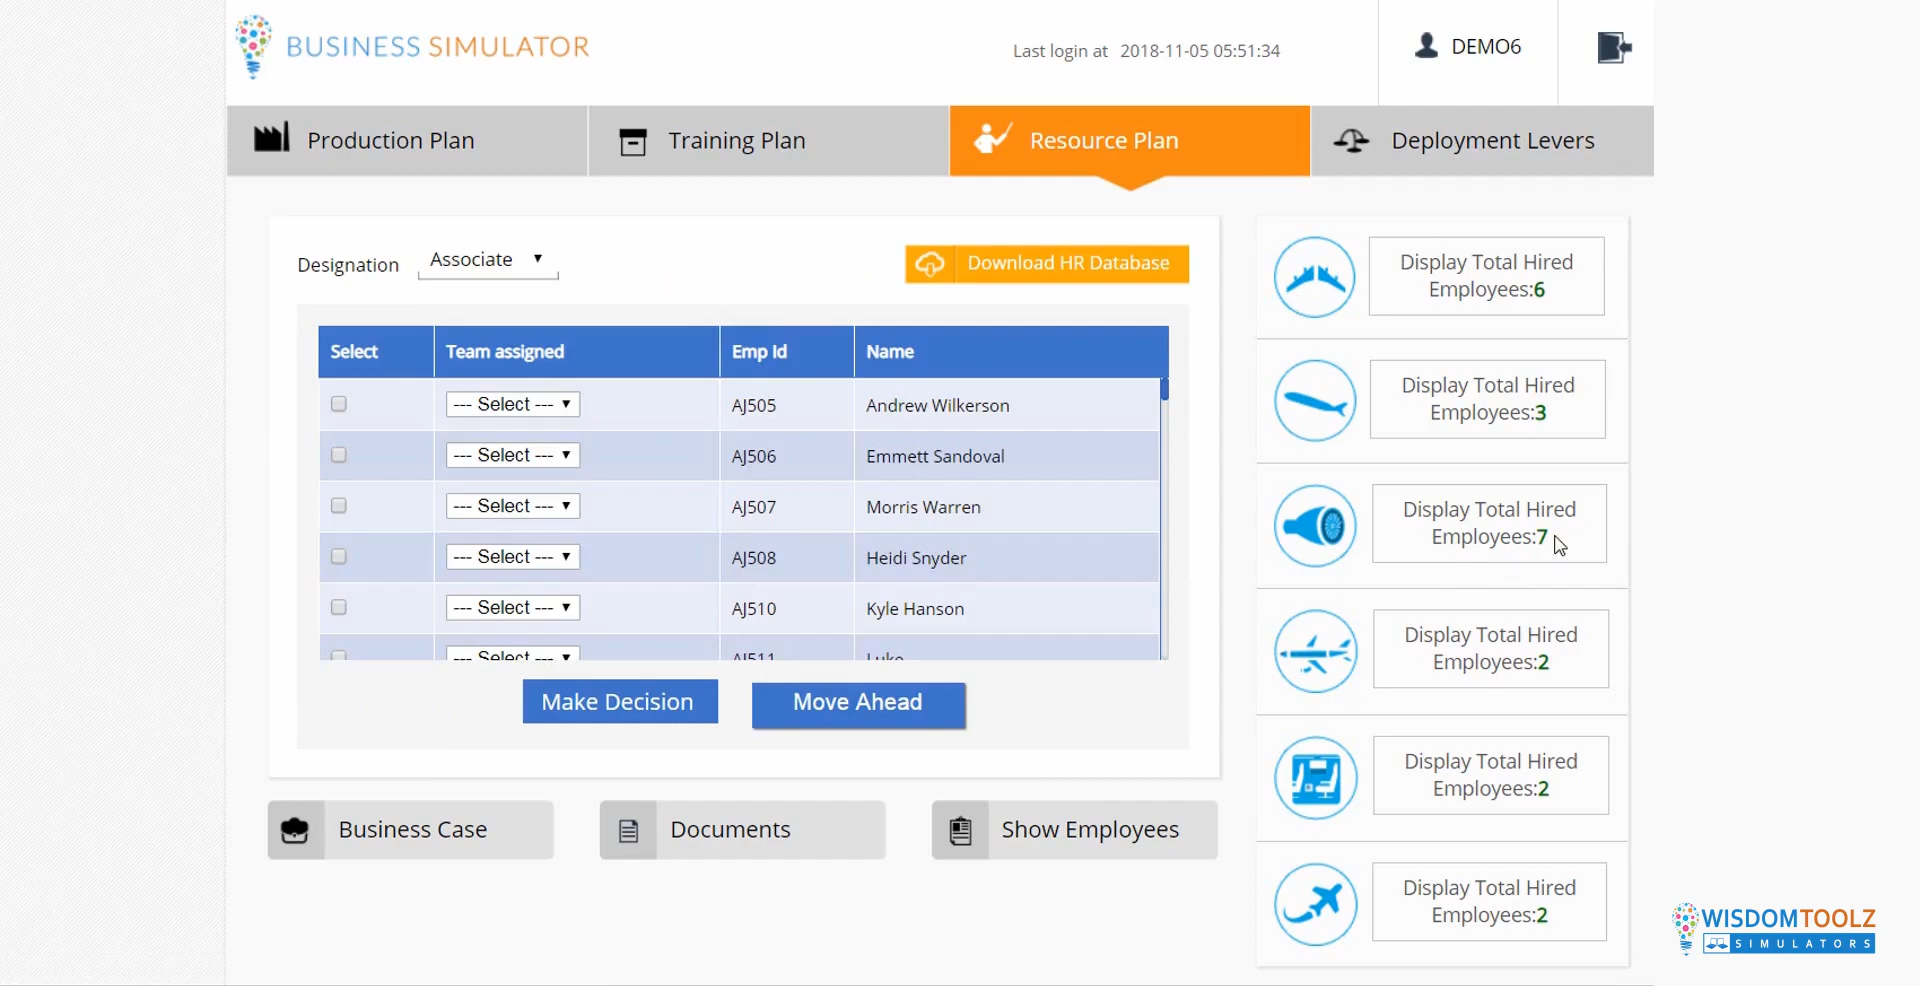 BUSINESS SIMULATOR
Last login at 2018-11-05 05:51:34
DEMO6
Production Plan
Training Plan
Resource Plan
Deployment Levers
Designation
Associate
Download HR Database
Select Team assigned Emp Id Name
--- Select --- AJ505 Andrew Wilkerson
--- Select --- AJ506 Emmett Sandoval
--- Select --- AJ507 Morris Warren
--- Select --- AJ508 Heidi Snyder
--- Select --- AJ510 Kyle Hanson
--- Select --- AJ511 Luke
Make Decision
Move Ahead
Business Case
Documents
Show Employees
Display Total Hired
Employees:6
Display Total Hired
Employees:3
Display Total Hired
Employees:7
Display Total Hired
Employees:2
Display Total Hired
Employees:2
Display Total Hired
Employees:2
WISDOMTOOLZ
SIMULATORS